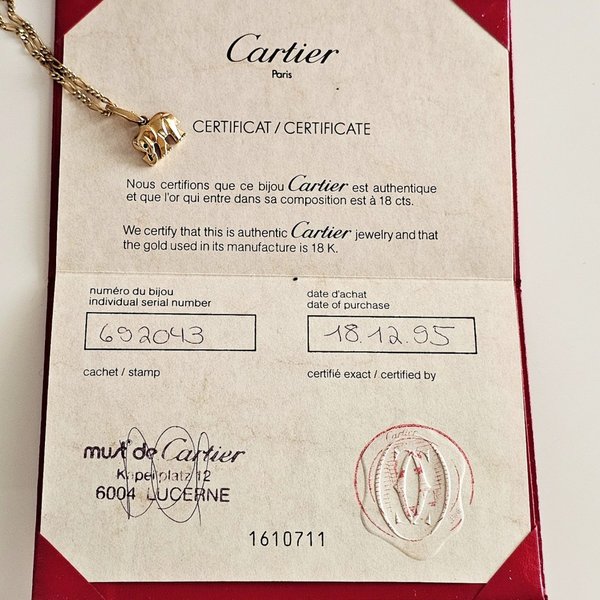 Cartier
Paris
CERTIFICAT / CERTIFICATE
Nous certifions que ce bijou Cartier est authentique
et que l'or qui entre dans sa composition est à 18 cts.
We certify that this is authentic Cartier jewelry and that
the gold used in its manufacture is 18 K.
numéro du bijou
individual serial number
692043
date d'achat
date of purchase
18.12.95
cachet / stamp
certifié exact / certified by
must de Cartier
Kapellplatz 12
6004 LUCERNE
Cartier
1610711